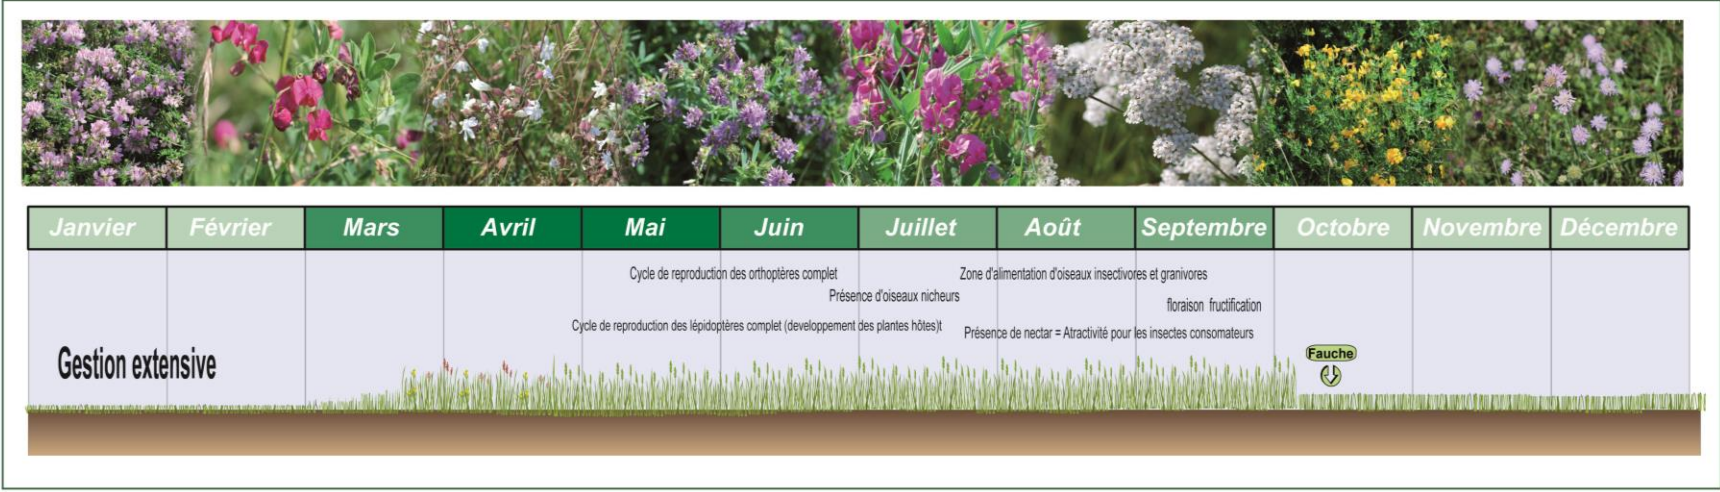 Janvier Février Mars Avril Mai Juin Juillet Août Septembre Octobre Novembre Décembre
Cycle de reproduction des orthoptères complet
Zone d'alimentation d'oiseaux insectivores et granivores
Présence d'oiseaux nicheurs
floraison fructification
Cycle de reproduction des lépidoptères complet (developpement des plantes hôtes)t
Présence de nectar = Atractivité pour les insectes consomateurs
Gestion extensive
Fauche